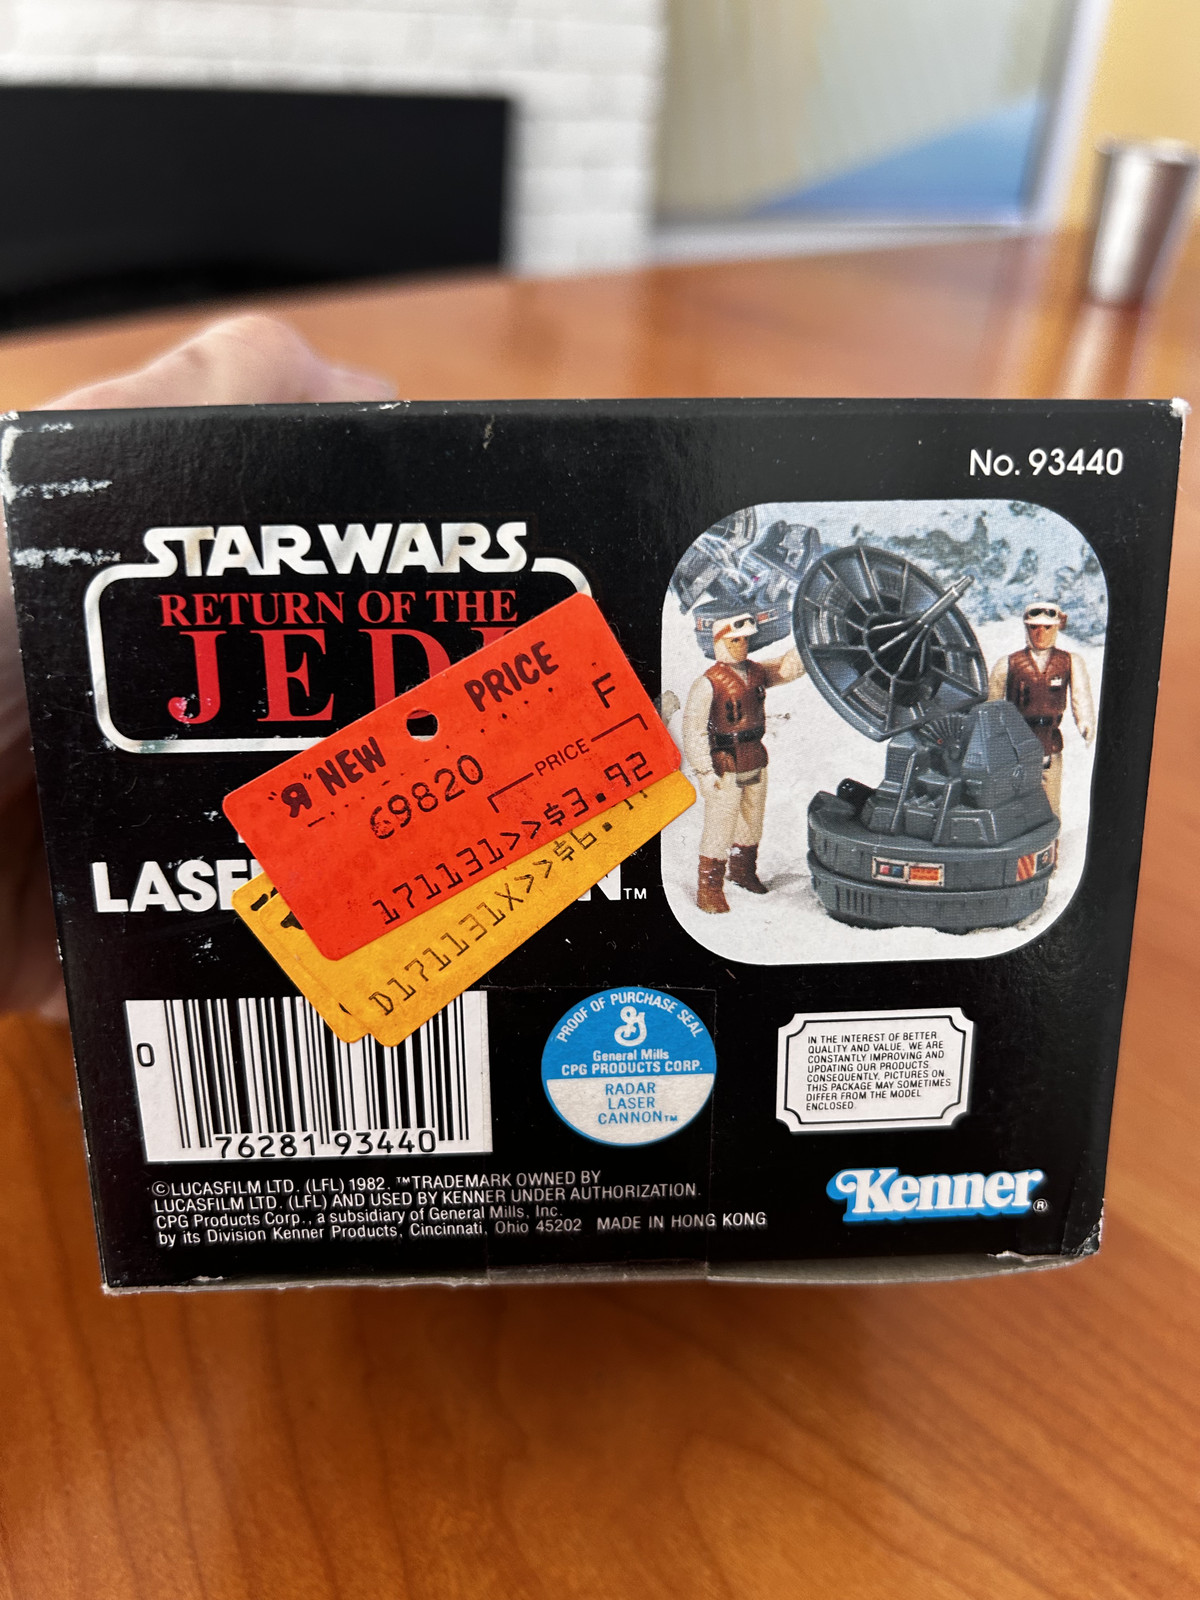 No. 93440
STAR WARS
RETURN OF THE
JEDI
"Я" NEW PRICE
69820
F
PRICE
171131>>$3.92
D171131X>>$6.
LASER N™
PROOF OF PURCHASE SEAL
General Mills
CPG PRODUCTS CORP.
RADAR
LASER
CANNON™
IN THE INTEREST OF BETTER
QUALITY AND VALUE, WE ARE
CONSTANTLY IMPROVING AND
UPDATING OUR PRODUCTS.
CONSEQUENTLY, PICTURES ON
THIS PACKAGE MAY SOMETIMES
DIFFER FROM THE MODEL
ENCLOSED.
0
76281 93440
©LUCASFILM LTD. (LFL) 1982. ™TRADEMARK OWNED BY
LUCASFILM LTD. (LFL) AND USED BY KENNER UNDER AUTHORIZATION.
CPG Products Corp., a subsidiary of General Mills, Inc.
by its Division Kenner Products, Cincinnati, Ohio 45202 MADE IN HONG KONG
Kenner®